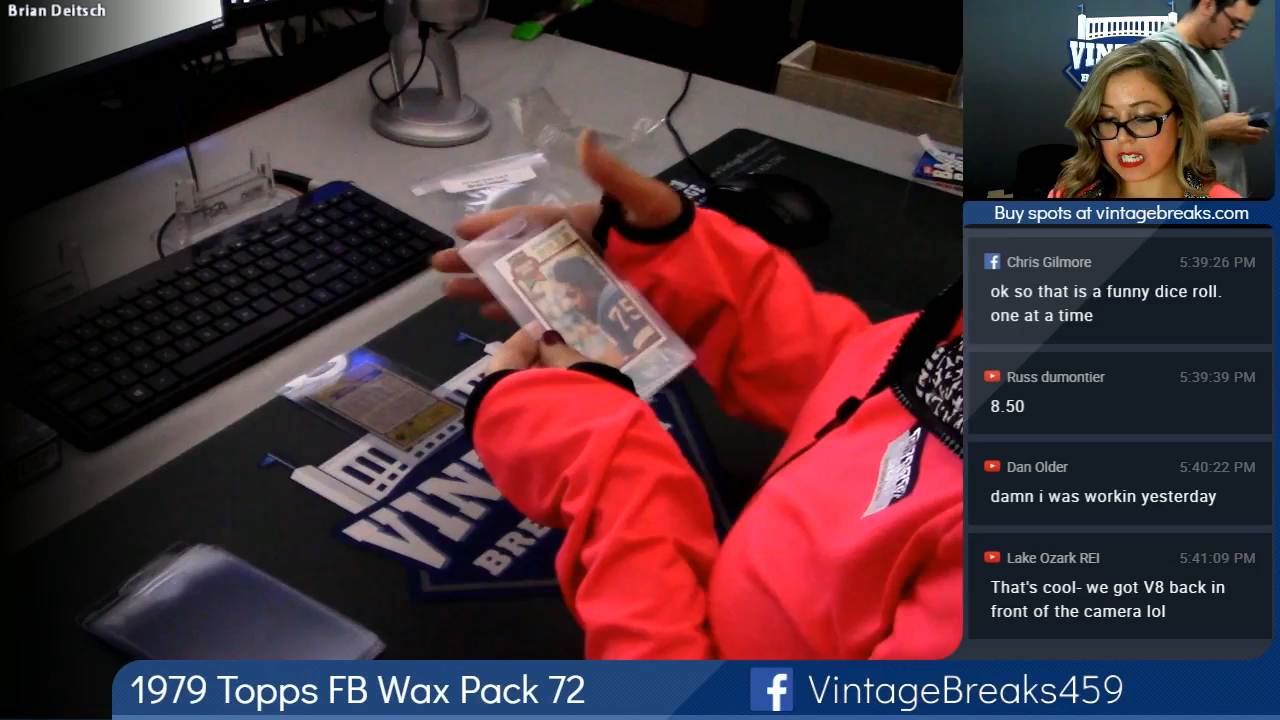 Brian Deitsch
Buy spots at vintagebreaks.com
Chris Gilmore 5:39:26 PM
ok so that is a funny dice roll.
one at a time
Russ dumontier 5:39:39 PM
8.50
Dan Older 5:40:22 PM
damn i was workin yesterday
Lake Ozark REI 5:41:09 PM
That's cool- we got V8 back in
front of the camera lol
75
VIN
BRE
1979 Topps FB Wax Pack 72
VintageBreaks459